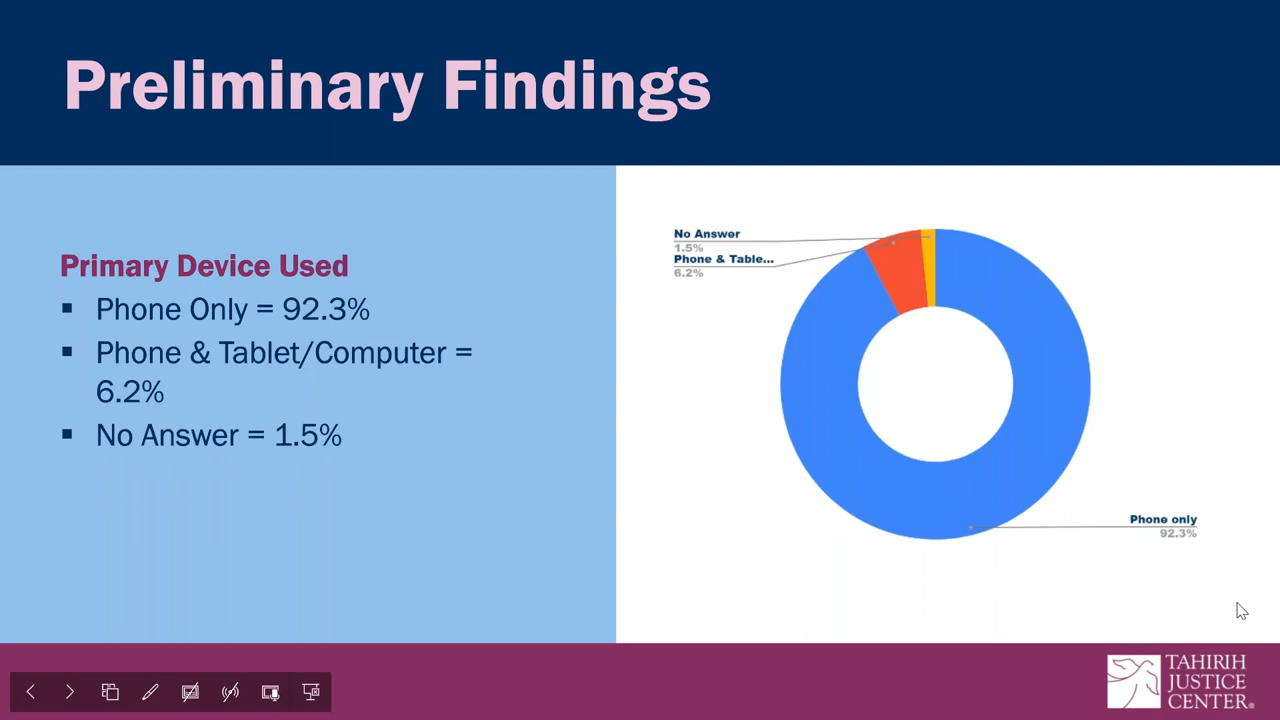 Preliminary Findings
Primary Device Used
▪ Phone Only = 92.3%
▪ Phone & Tablet/Computer =
6.2%
▪ No Answer = 1.5%
No Answer
1.5%
Phone & Table...
6.2%
Phone only
92.3%
TAHIRIH
JUSTICE
CENTER®